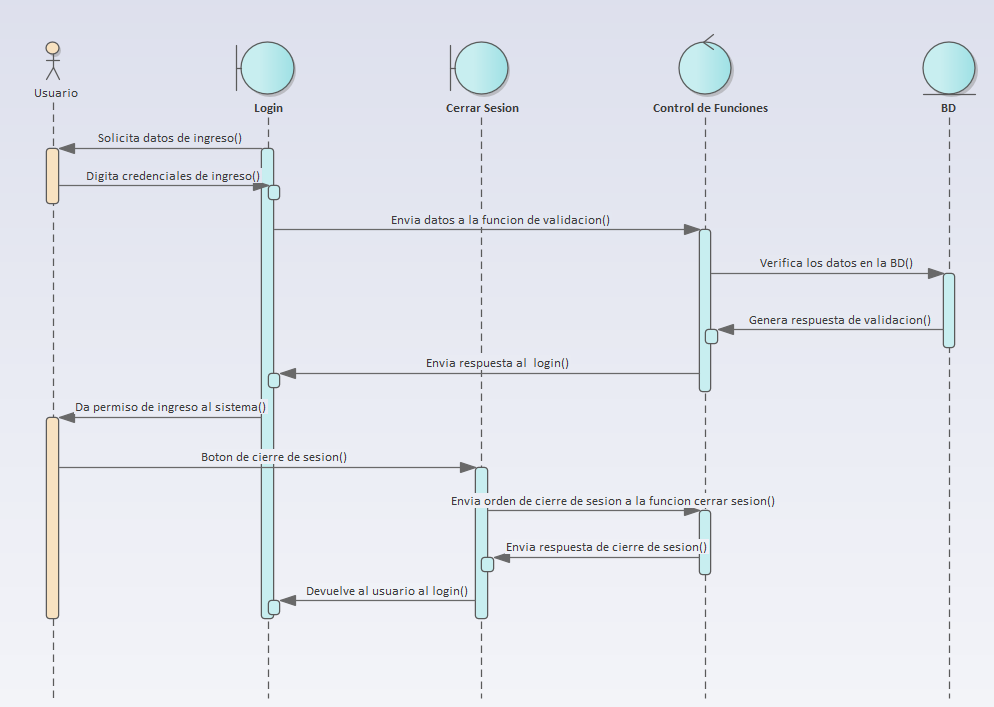 Usuario
Login
Cerrar Sesion
Control de Funciones
BD
Solicita datos de ingreso()
Digita credenciales de ingreso()
Envia datos a la funcion de validacion()
Verifica los datos en la BD()
Genera respuesta de validacion()
Envia respuesta al  login()
Da permiso de ingreso al sistema()
Boton de cierre de sesion()
Envia orden de cierre de sesion a la funcion cerrar sesion()
Envia respuesta de cierre de sesion()
Devuelve al usuario al login()